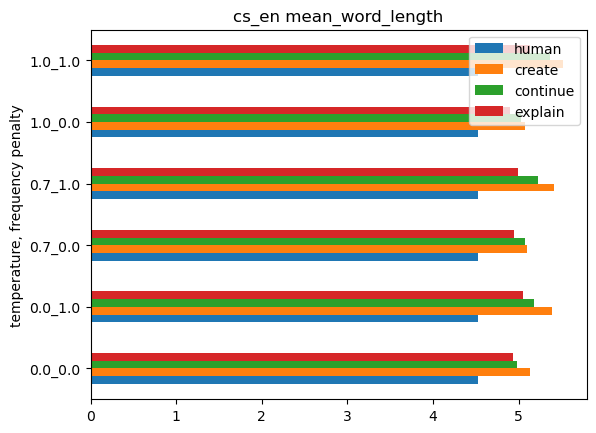 cs_en mean_word_length
human
create
continue
explain
temperature, frequency penalty
1.0_1.0
1.0_0.0
0.7_1.0
0.7_0.0
0.0_1.0
0.0_0.0
0 1 2 3 4 5